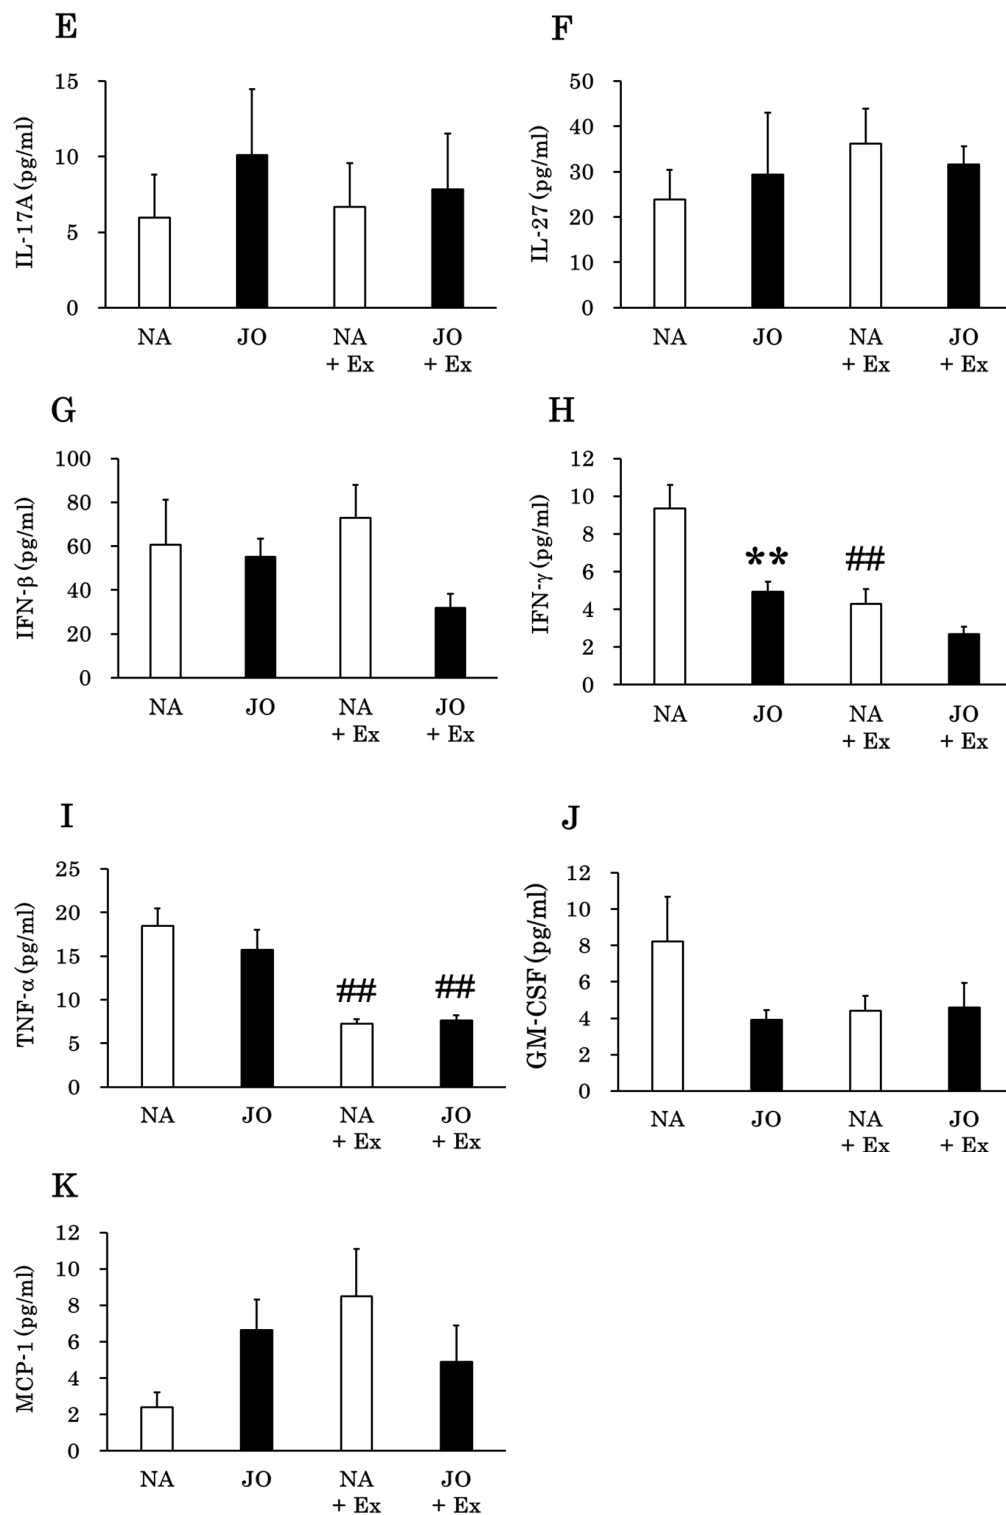 E
IL-17A (pg/ml)
15
10
5
0
NA JO NA JO
+ Ex + Ex
F
IL-27 (pg/ml)
50
40
30
20
10
0
NA JO NA JO
+ Ex + Ex
G
IFN-β (pg/ml)
100
80
60
40
20
0
NA JO NA JO
+ Ex + Ex
H
IFN-γ (pg/ml)
12
10
8
6
4
2
0
** ##
NA JO NA JO
+ Ex + Ex
I
TNF-α (pg/ml)
25
20
15
10
5
0
## ##
NA JO NA JO
+ Ex + Ex
J
GM-CSF (pg/ml)
12
10
8
6
4
2
0
NA JO NA JO
+ Ex + Ex
K
MCP-1 (pg/ml)
12
10
8
6
4
2
0
NA JO NA JO
+ Ex + Ex